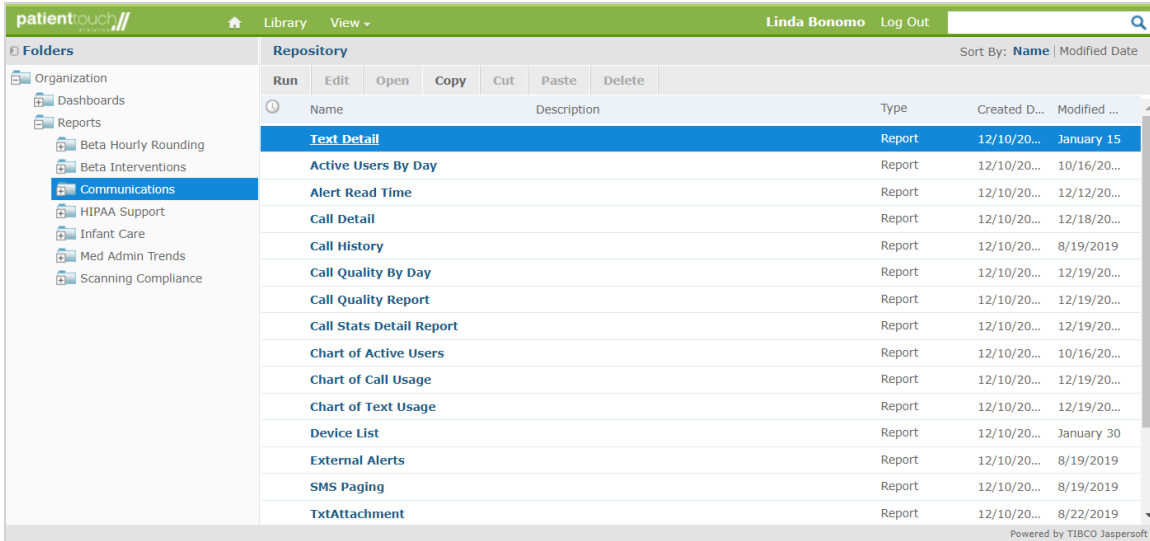 patienttouch// Library View Linda Bonomo Log Out
analytics
Folders
Organization
Dashboards
Reports
Beta Hourly Rounding
Beta Interventions
Communications
HIPAA Support
Infant Care
Med Admin Trends
Scanning Compliance
Repository Sort By: Name | Modified Date
Run Edit Open Copy Cut Paste Delete
Name Description Type Created D... Modified ...
Text Detail Report 12/10/20... January 15
Active Users By Day Report 12/10/20... 10/16/20...
Alert Read Time Report 12/10/20... 12/12/20...
Call Detail Report 12/10/20... 12/18/20...
Call History Report 12/10/20... 8/19/2019
Call Quality By Day Report 12/10/20... 12/19/20...
Call Quality Report Report 12/10/20... 12/19/20...
Call Stats Detail Report Report 12/10/20... 12/19/20...
Chart of Active Users Report 12/10/20... 10/16/20...
Chart of Call Usage Report 12/10/20... 12/19/20...
Chart of Text Usage Report 12/10/20... 12/19/20...
Device List Report 12/10/20... January 30
External Alerts Report 12/10/20... 8/19/2019
SMS Paging Report 12/10/20... 8/19/2019
TxtAttachment Report 12/10/20... 8/22/2019
Powered by TIBCO Jaspersoft